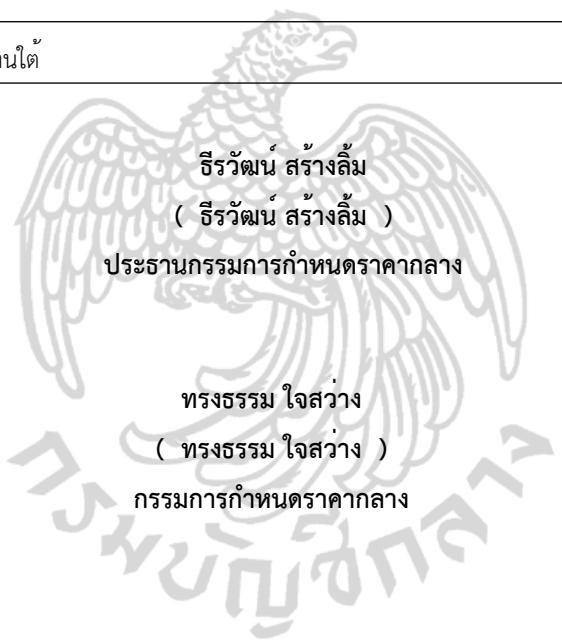 านใต้
ธีรวัฒน์ สร้างลิ้ม
( ธีรวัฒน์ สร้างลิ้ม )
ประธานกรรมการกำหนดราคากลาง
ทรงธรรม ใจสว่าง
( ทรงธรรม ใจสว่าง )
กรรมการกำหนดราคากลาง
กรมบัญชีกลาง